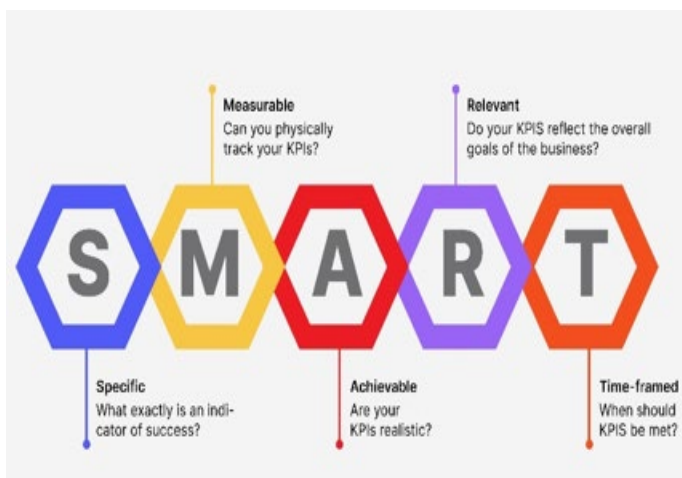 Measurable
Can you physically
track your KPIs?
Relevant
Do your KPIS reflect the overall
goals of the business?
S M A R T
Specific
What exactly is an indi-
cator of success?
Achievable
Are your
KPIs realistic?
Time-framed
When should
KPIS be met?